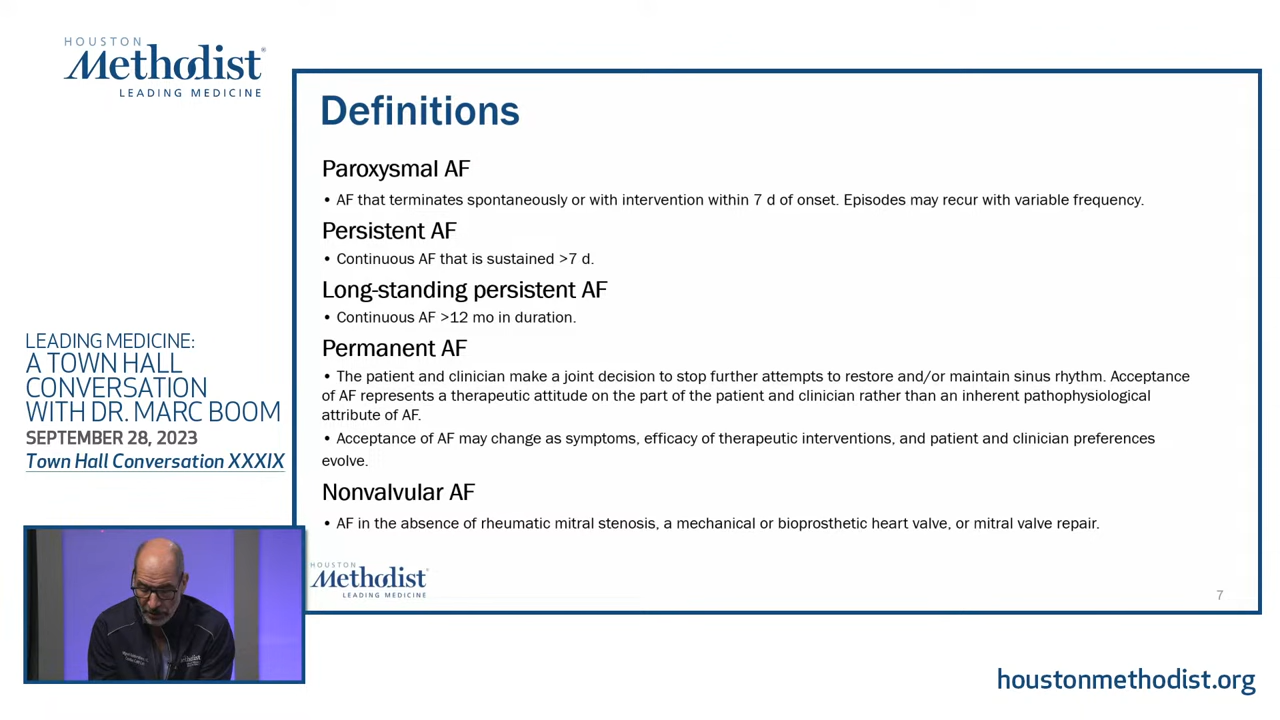 HOUSTON
Methodist®
LEADING MEDICINE
LEADING MEDICINE:
A TOWN HALL
CONVERSATION
WITH DR. MARC BOOM
SEPTEMBER 28, 2023
Town Hall Conversation XXXIX
Definitions
Paroxysmal AF
• AF that terminates spontaneously or with intervention within 7 d of onset. Episodes may recur with variable frequency.
Persistent AF
• Continuous AF that is sustained >7 d.
Long-standing persistent AF
• Continuous AF >12 mo in duration.
Permanent AF
• The patient and clinician make a joint decision to stop further attempts to restore and/or maintain sinus rhythm. Acceptance
of AF represents a therapeutic attitude on the part of the patient and clinician rather than an inherent pathophysiological
attribute of AF.
• Acceptance of AF may change as symptoms, efficacy of therapeutic interventions, and patient and clinician preferences
evolve.
Nonvalvular AF
• AF in the absence of rheumatic mitral stenosis, a mechanical or bioprosthetic heart valve, or mitral valve repair.
HOUSTON
Methodist
LEADING MEDICINE
7
Methodist
houstonmethodist.org